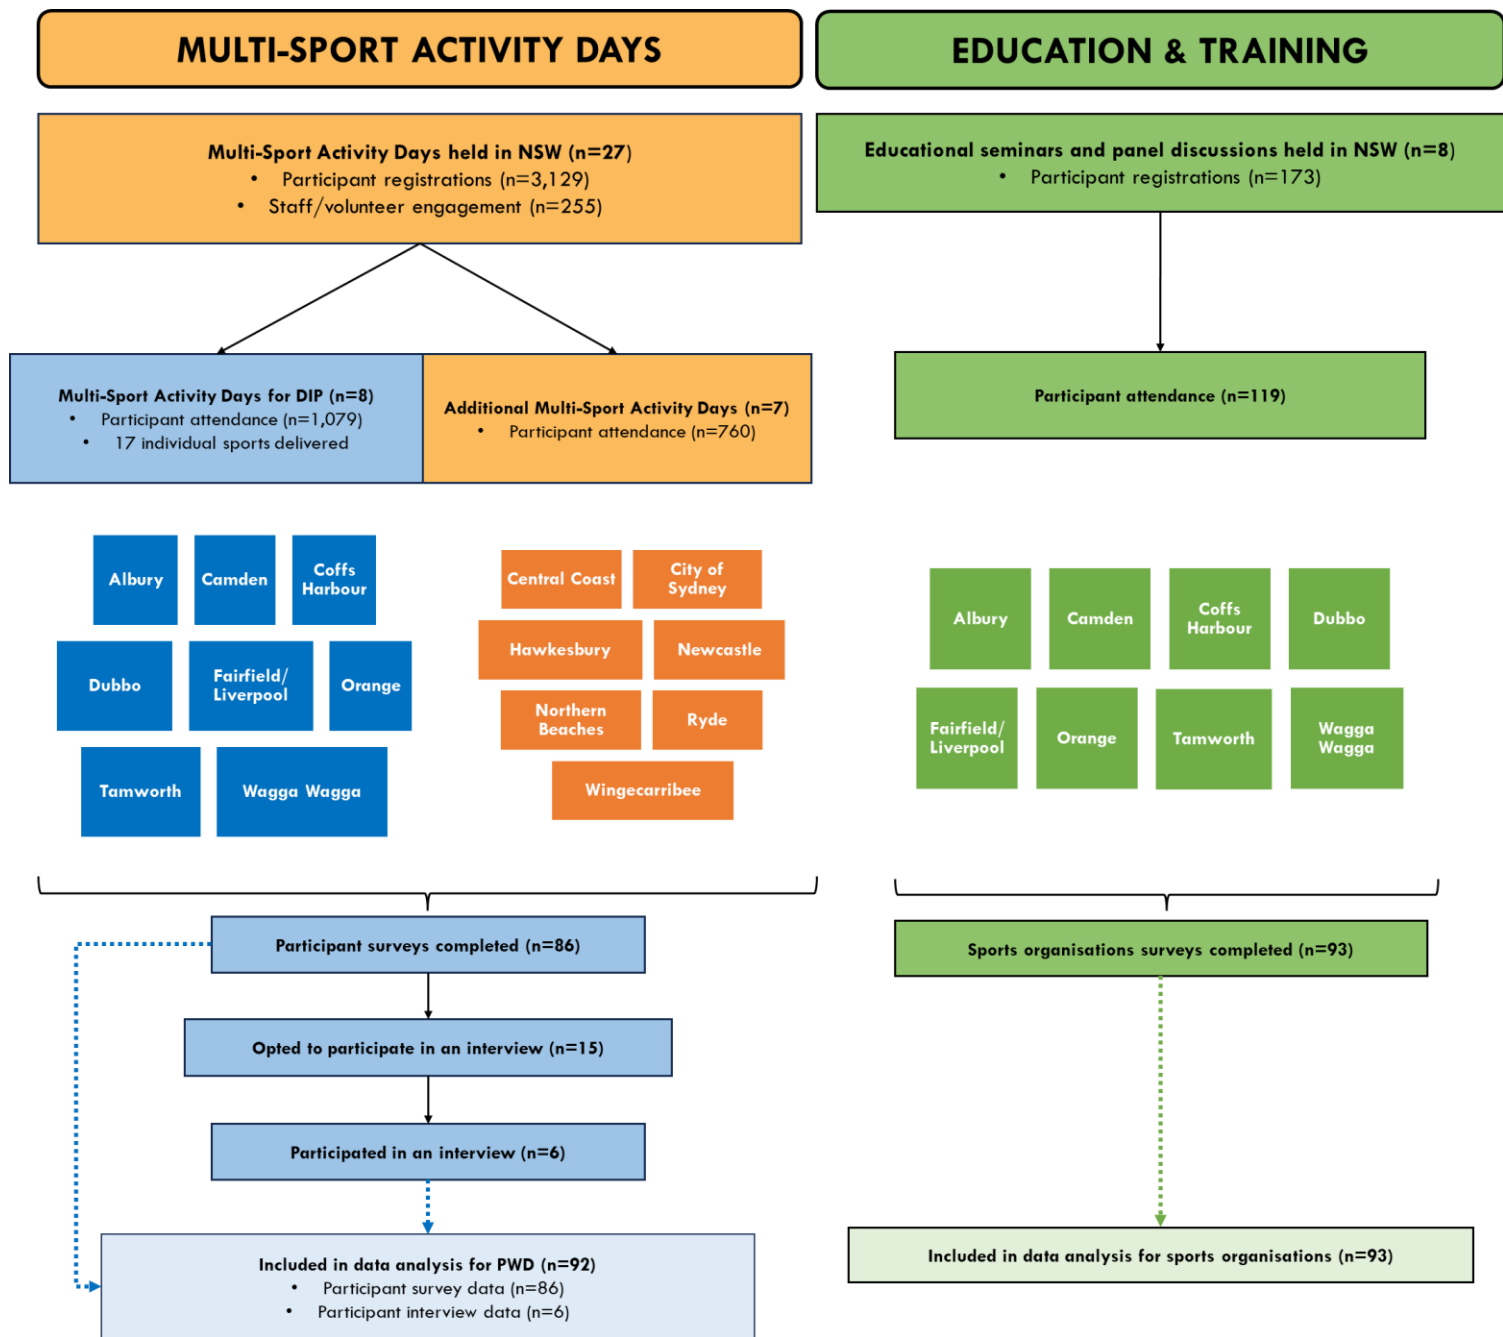 MULTI-SPORT ACTIVITY DAYS
EDUCATION & TRAINING
Multi-Sport Activity Days held in NSW (n=27)
• Participant registrations (n=3,129)
• Staff/volunteer engagement (n=255)
Educational seminars and panel discussions held in NSW (n=8)
• Participant registrations (n=173)
Multi-Sport Activity Days for DIP (n=8)
• Participant attendance (n=1,079)
• 17 individual sports delivered
Additional Multi-Sport Activity Days (n=7)
• Participant attendance (n=760)
Participant attendance (n=119)
Albury
Camden
Coffs
Harbour
Dubbo
Fairfield/
Liverpool
Orange
Tamworth
Wagga Wagga
Central Coast
City of
Sydney
Hawkesbury
Newcastle
Northern
Beaches
Ryde
Wingecarribee
Albury
Camden
Coffs
Harbour
Dubbo
Fairfield/
Liverpool
Orange
Tamworth
Wagga
Wagga
Participant surveys completed (n=86)
Opted to participate in an interview (n=15)
Participated in an interview (n=6)
Included in data analysis for PWD (n=92)
• Participant survey data (n=86)
• Participant interview data (n=6)
Sports organisations surveys completed (n=93)
Included in data analysis for sports organisations (n=93)